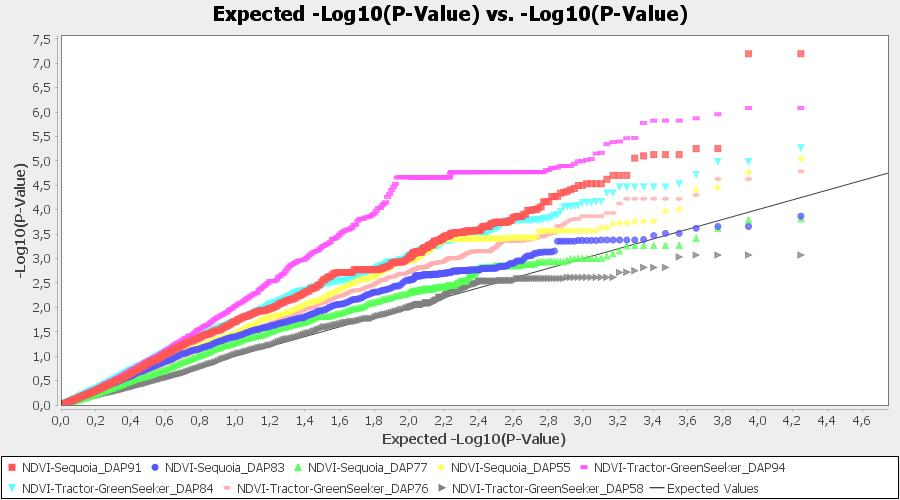 Expected -Log10(P-Value) vs. -Log10(P-Value)
7,5
7,0
6,5
6,0
5,5
5,0
4,5
4,0
3,5
3,0
2,5
2,0
1,5
1,0
0,5
0,0
-Log10(P-Value)
0,0 0,2 0,4 0,6 0,8 1,0 1,2 1,4 1,6 1,8 2,0 2,2 2,4 2,6 2,8 3,0 3,2 3,4 3,6 3,8 4,0 4,2 4,4 4,6
Expected -Log10(P-Value)
NDVI-Sequoia_DAP91 NDVI-Sequoia_DAP83 NDVI-Sequoia_DAP77 NDVI-Sequoia_DAP55 NDVI-Tractor-GreenSeeker_DAP94
NDVI-Tractor-GreenSeeker_DAP84 NDVI-Tractor-GreenSeeker_DAP76 NDVI-Tractor-GreenSeeker_DAP58 Expected Values